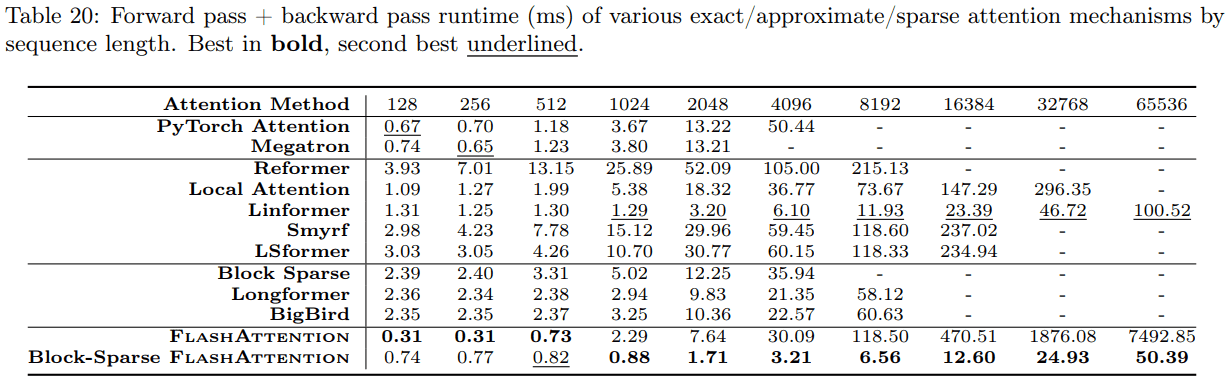 Table 20: Forward pass + backward pass runtime (ms) of various exact/approximate/sparse attention mechanisms by
sequence length. Best in bold, second best underlined.
Attention Method 128 256 512 1024 2048 4096 8192 16384 32768 65536
PyTorch Attention 0.67 0.70 1.18 3.67 13.22 50.44 - - - -
Megatron 0.74 0.65 1.23 3.80 13.21 - - - - -
Reformer 3.93 7.01 13.15 25.89 52.09 105.00 215.13 - - -
Local Attention 1.09 1.27 1.99 5.38 18.32 36.77 73.67 147.29 296.35 -
Linformer 1.31 1.25 1.30 1.29 3.20 6.10 11.93 23.39 46.72 100.52
Smyrf 2.98 4.23 7.78 15.12 29.96 59.45 118.60 237.02 - -
LSformer 3.03 3.05 4.26 10.70 30.77 60.15 118.33 234.94 - -
Block Sparse 2.39 2.40 3.31 5.02 12.25 35.94 - - - -
Longformer 2.36 2.34 2.38 2.94 9.83 21.35 58.12 - - -
BigBird 2.35 2.35 2.37 3.25 10.36 22.57 60.63 - - -
FLASHATTENTION 0.31 0.31 0.73 2.29 7.64 30.09 118.50 470.51 1876.08 7492.85
Block-Sparse FLASHATTENTION 0.74 0.77 0.82 0.88 1.71 3.21 6.56 12.60 24.93 50.39